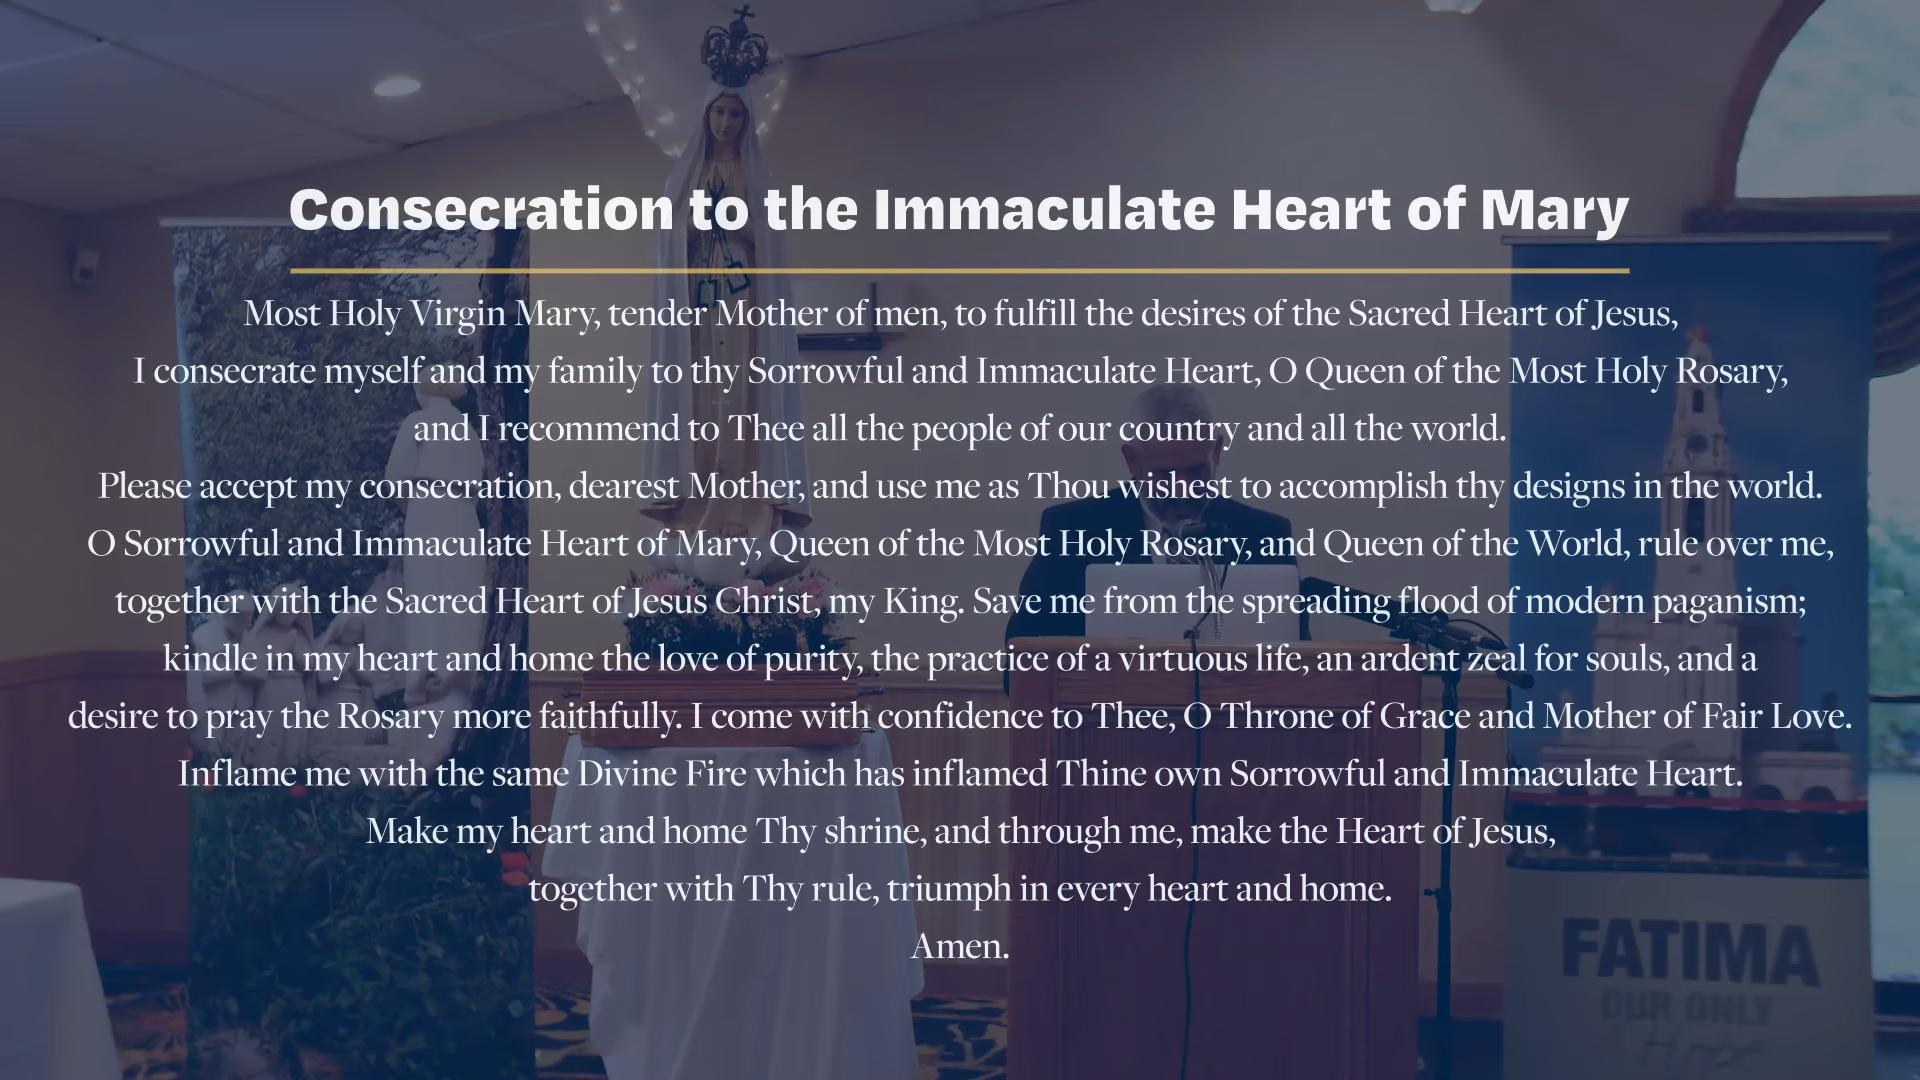 Consecration to the Immaculate Heart of Mary
Most Holy Virgin Mary, tender Mother of men, to fulfill the desires of the Sacred Heart of Jesus,
I consecrate myself and my family to thy Sorrowful and Immaculate Heart, O Queen of the Most Holy Rosary,
and I recommend to Thee all the people of our country and all the world.
Please accept my consecration, dearest Mother, and use me as Thou wishest to accomplish thy designs in the world.
O Sorrowful and Immaculate Heart of Mary, Queen of the Most Holy Rosary, and Queen of the World, rule over me,
together with the Sacred Heart of Jesus Christ, my King. Save me from the spreading flood of modern paganism;
kindle in my heart and home the love of purity, the practice of a virtuous life, an ardent zeal for souls, and a
desire to pray the Rosary more faithfully. I come with confidence to Thee, O Throne of Grace and Mother of Fair Love.
Inflame me with the same Divine Fire which has inflamed Thine own Sorrowful and Immaculate Heart.
Make my heart and home Thy shrine, and through me, make the Heart of Jesus,
together with Thy rule, triumph in every heart and home.
Amen.
FATIMA
OUR ONLY
Hope